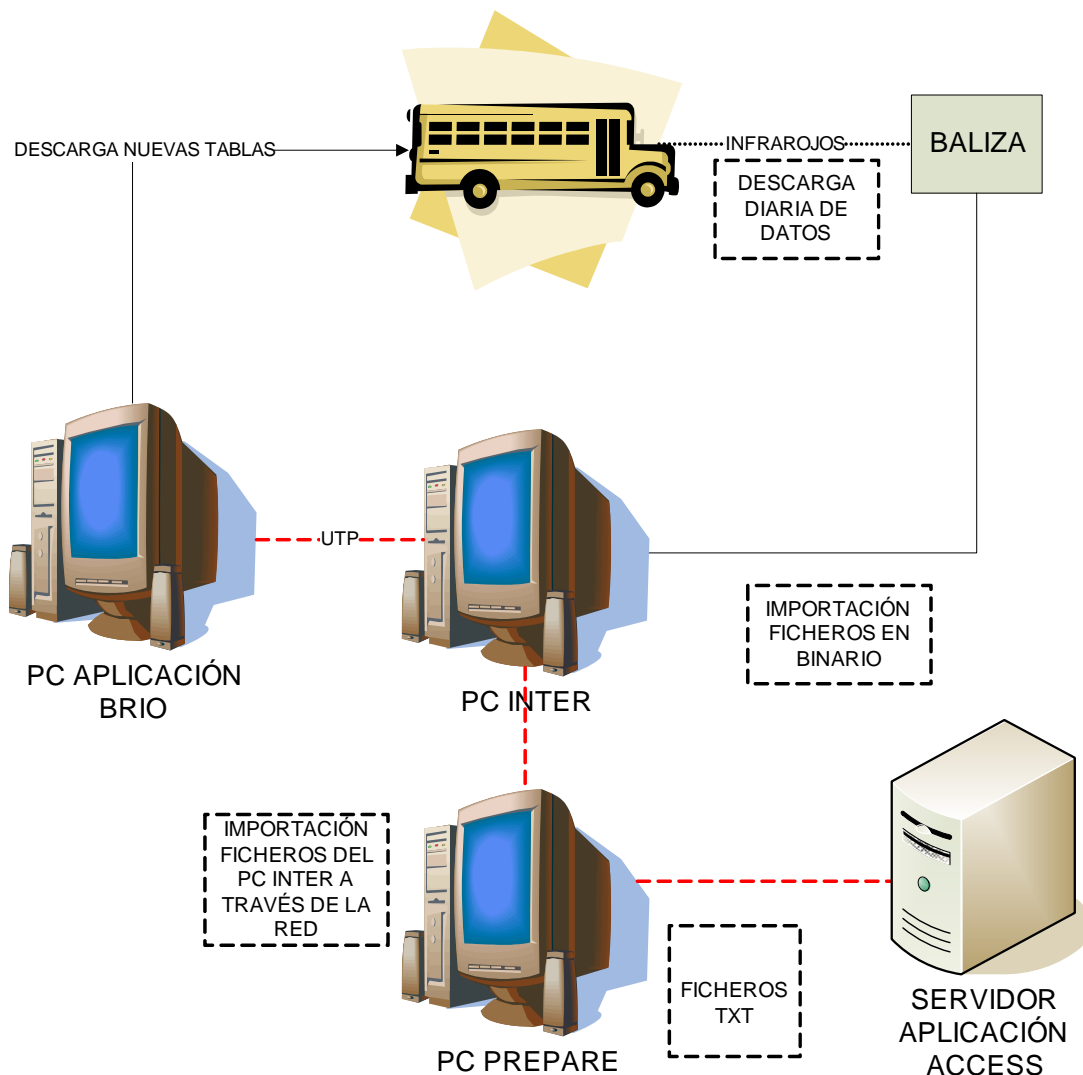 DESCARGA NUEVAS TABLAS
INFRAROJOS
BALIZA
DESCARGA
DIARIA DE
DATOS
UTP
PC APLICACIÓN
BRIO
PC INTER
IMPORTACIÓN
FICHEROS EN
BINARIO
IMPORTACIÓN
FICHEROS DEL
PC INTER A
TRAVÉS DE LA
RED
PC PREPARE
FICHEROS
TXT
SERVIDOR
APLICACIÓN
ACCESS